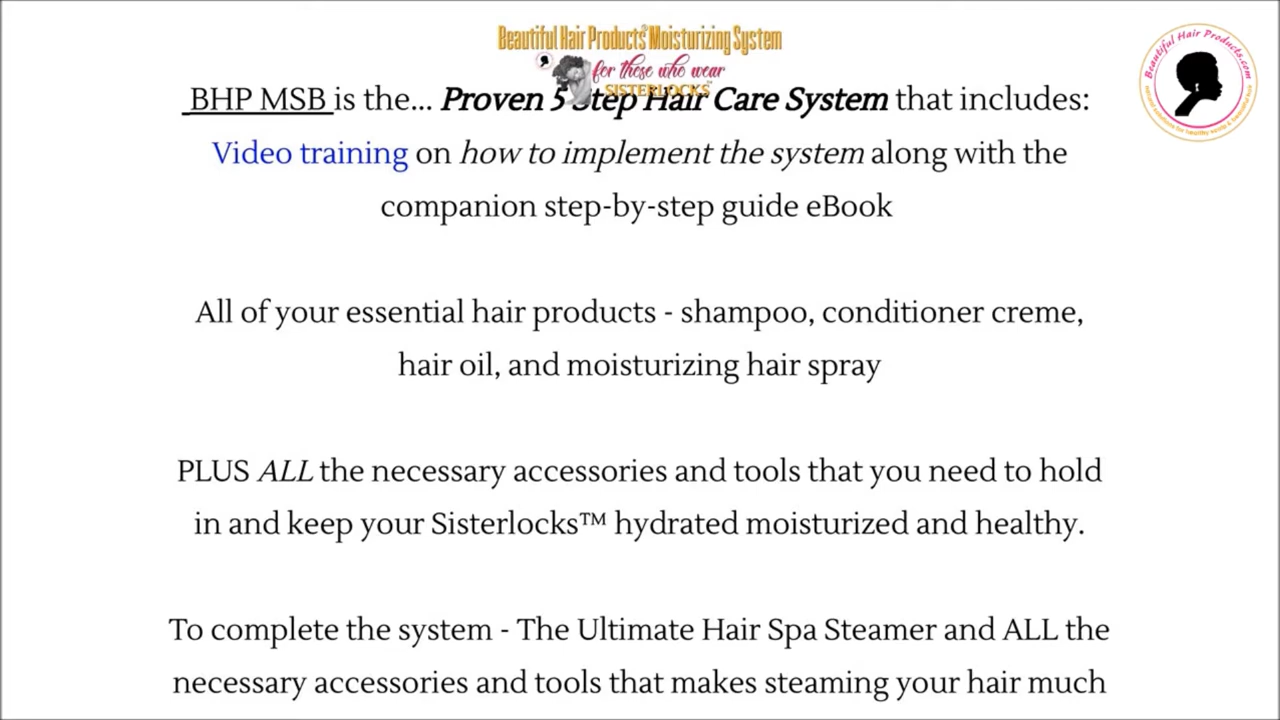 Beautiful Hair Products® Moisturizing System
for those who wear
SISTERLOCKS™
BHP MSB is the... Proven 5 Step Hair Care System that includes:
Video training on how to implement the system along with the
companion step-by-step guide eBook
All of your essential hair products - shampoo, conditioner creme,
hair oil, and moisturizing hair spray
PLUS ALL the necessary accessories and tools that you need to hold
in and keep your Sisterlocks™ hydrated moisturized and healthy.
To complete the system - The Ultimate Hair Spa Steamer and ALL the
necessary accessories and tools that makes steaming your hair much
Beautiful Hair Products.com